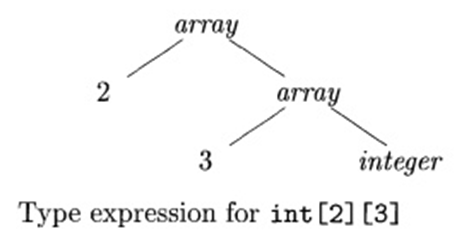 array
2 array
3 integer
Type expression for int[2][3]